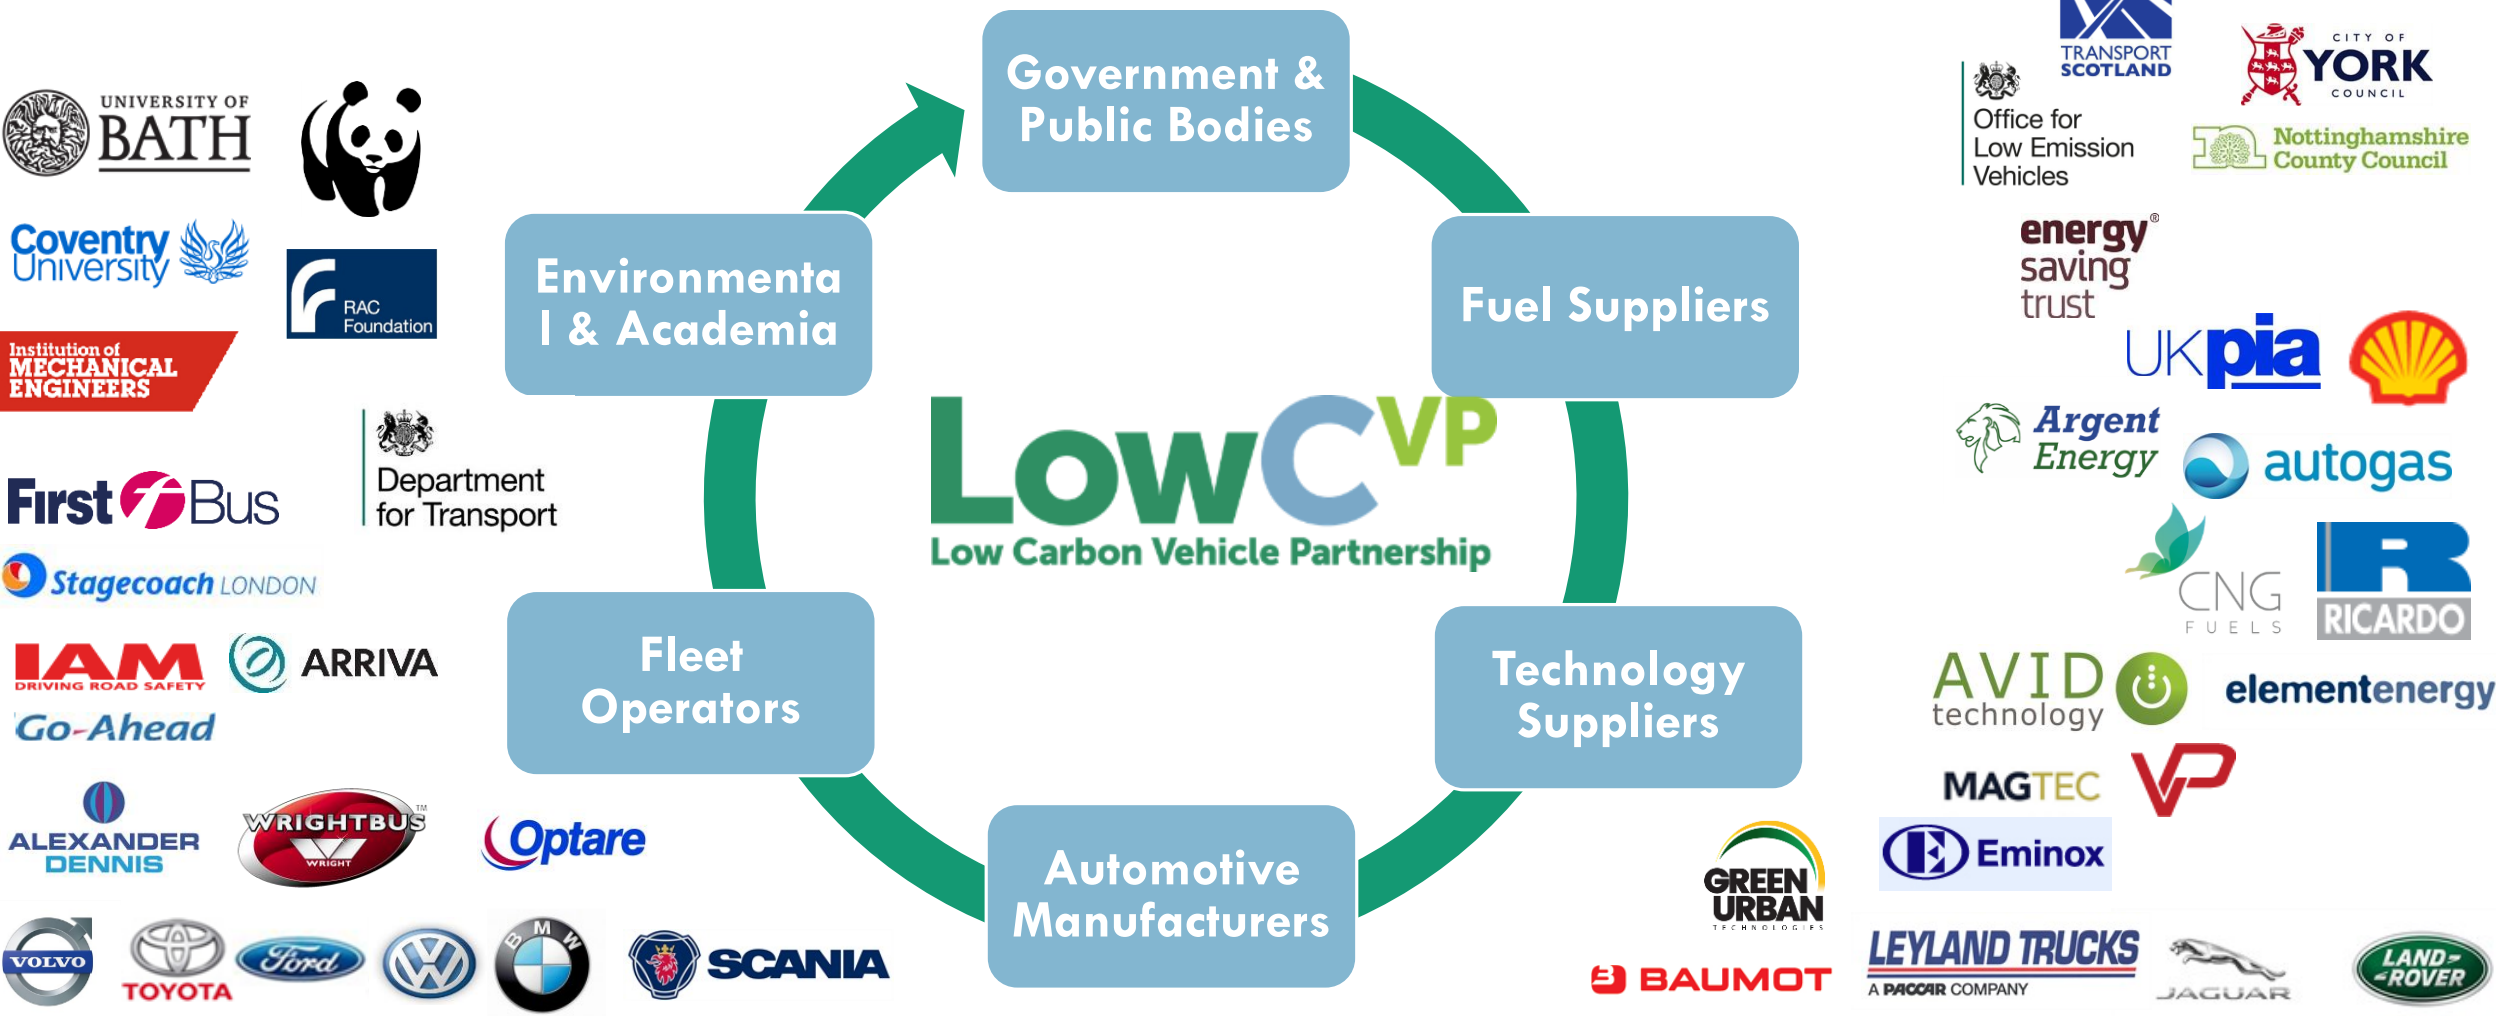 Government &
Public Bodies
Fuel Suppliers
Technology
Suppliers
Automotive
Manufacturers
Fleet
Operators
Environmenta
l & Academia
LowCVP
Low Carbon Vehicle Partnership
UNIVERSITY OF
BATH
Coventry
University
RAC
Foundation
Institution of
MECHANICAL
ENGINEERS
Department
for Transport
First Bus
Stagecoach LONDON
IAM
DRIVING ROAD SAFETY
ARRIVA
Go-Ahead
ALEXANDER
DENNIS
WRIGHTBUS™
WRIGHT
Optare
VOLVO
TOYOTA
Ford
VW
BMW
SCANIA
TRANSPORT
SCOTLAND
CITY OF
YORK
COUNCIL
Office for
Low Emission
Vehicles
Nottinghamshire
County Council
energy®
saving
trust
UKpia
Argent
Energy
autogas
CNG
FUELS
R
RICARDO
AVID
technology
elementenergy
MAGTEC
VP
E Eminox
GREEN
URBAN
TECHNOLOGIES
B BAUMOT
LEYLAND TRUCKS
A PACCAR COMPANY
JAGUAR
LAND-
-ROVER